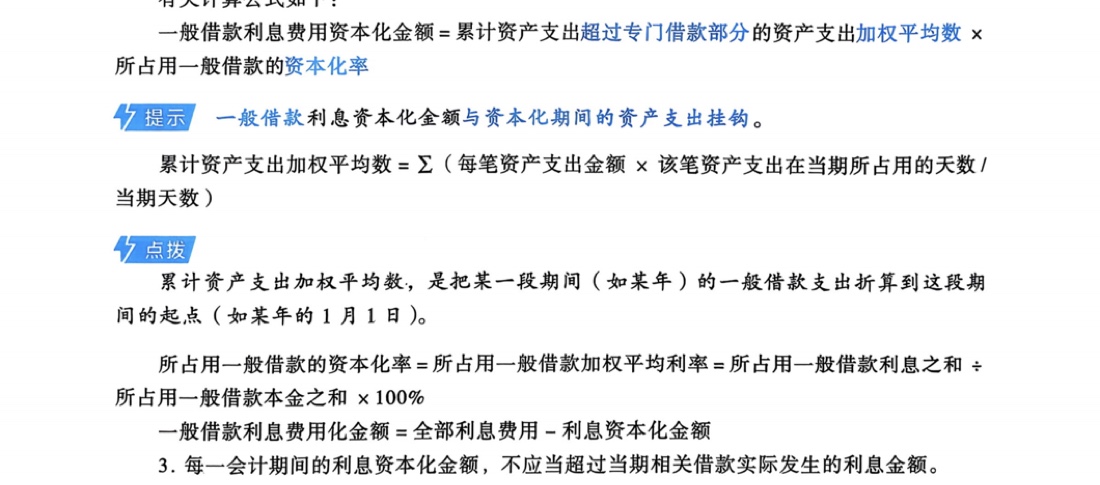 有关计算公式如下：
一般借款利息费用资本化金额＝累计资产支出超过专门借款部分的资产支出加权平均数 ×
所占用一般借款的资本化率
提示 一般借款利息资本化金额与资本化期间的资产支出挂钩。
累计资产支出加权平均数＝∑（每笔资产支出金额 × 该笔资产支出在当期所占用的天数/
当期天数）
点拨
累计资产支出加权平均数，是把某一段期间（如某年）的一般借款支出折算到这段期
间的起点（如某年的1月1日）。
所占用一般借款的资本化率＝所占用一般借款加权平均利率＝所占用一般借款利息之和 ÷
所占用一般借款本金之和 ×100%
一般借款利息费用化金额＝全部利息费用－利息资本化金额
3. 每一会计期间的利息资本化金额，不应当超过当期相关借款实际发生的利息金额。